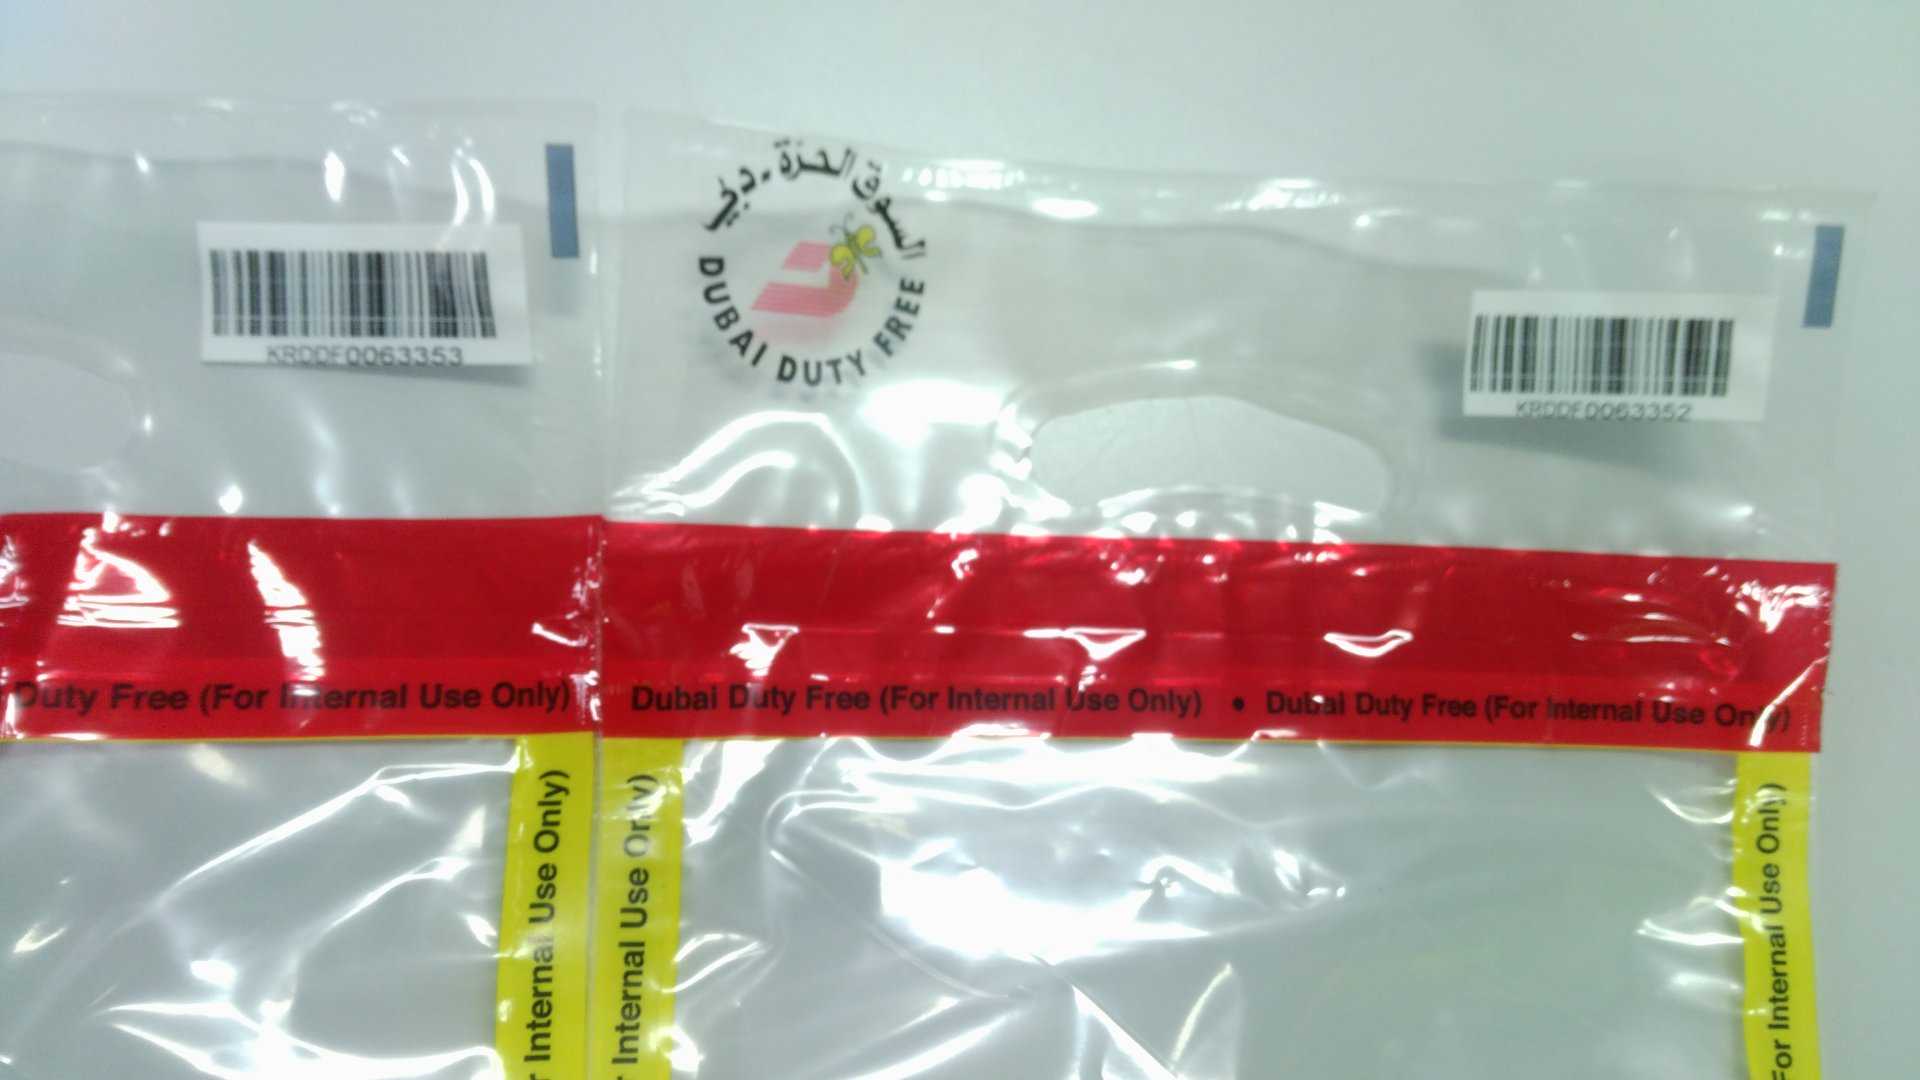 KRDDF0063353
السوق الحرة - دبي
DUBAI DUTY FREE
KRDDF0063352
Duty Free (For Internal Use Only)
Dubai Duty Free (For Internal Use Only) • Dubai Duty Free (For Internal Use Only)
Internal Use Only)
Internal Use Only)
For Internal Use Only)